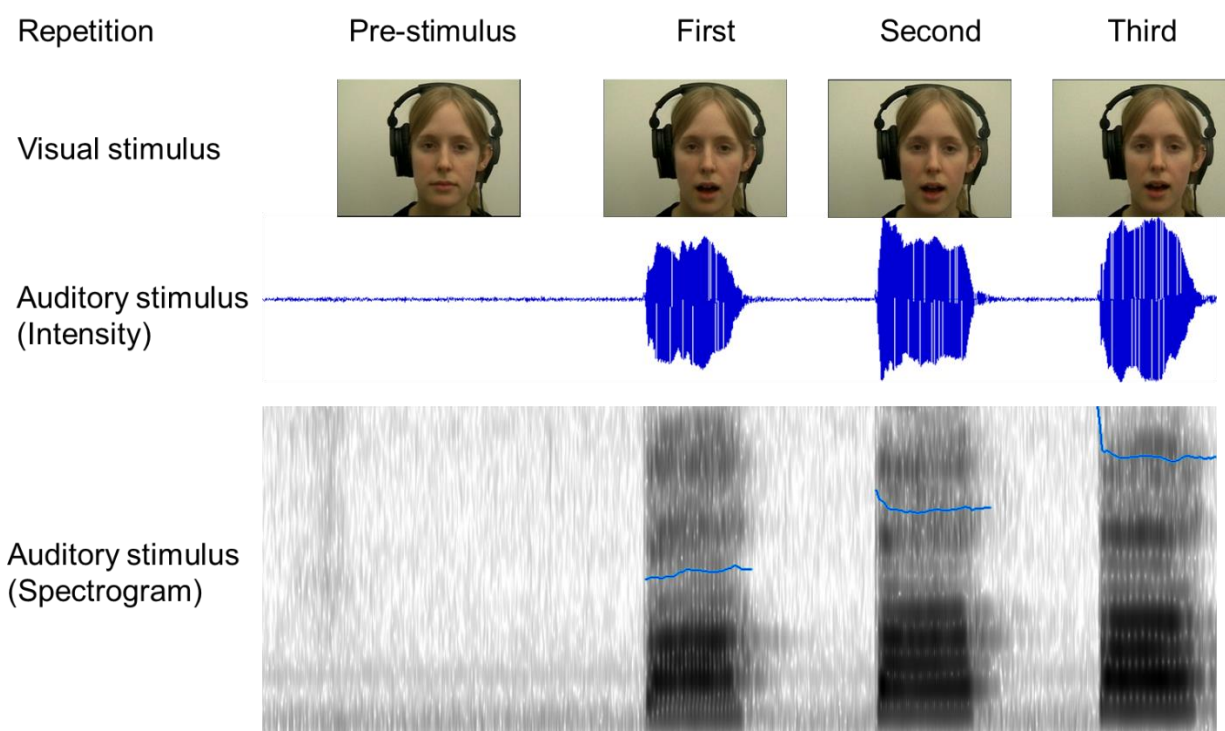 Repetition Pre-stimulus First Second Third
Visual stimulus
Auditory stimulus
(Intensity)
Auditory stimulus
(Spectrogram)